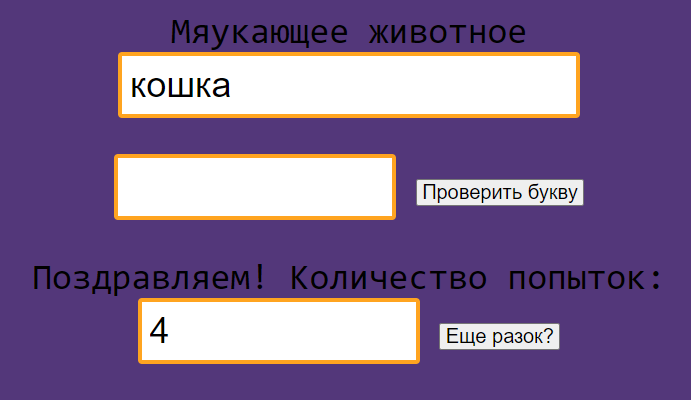 Мяукающее животное
кошка
Проверить букву
Поздравляем! Количество попыток:
4
Еще разок?